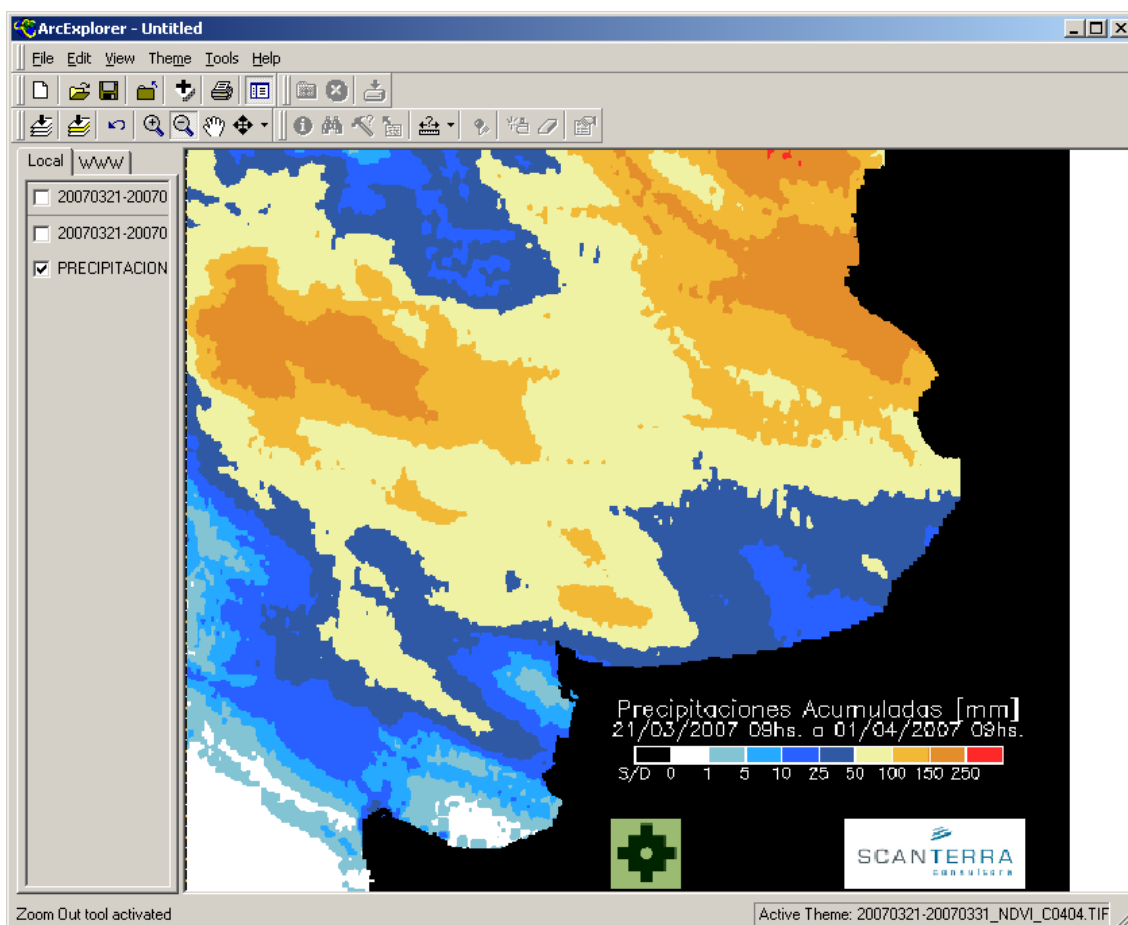 ArcExplorer - Untitled
File Edit View Theme Tools Help
Local WWW
20070321-20070
20070321-20070
PRECIPITACION
Precipitaciones Acumuladas [mm]
21/03/2007 09hs. a 01/04/2007 09hs.
S/D 0 1 5 10 25 50 100 150 250
SCANTERRA
consultora
Zoom Out tool activated
Active Theme: 20070321-20070331_NDVI_C0404.TIF